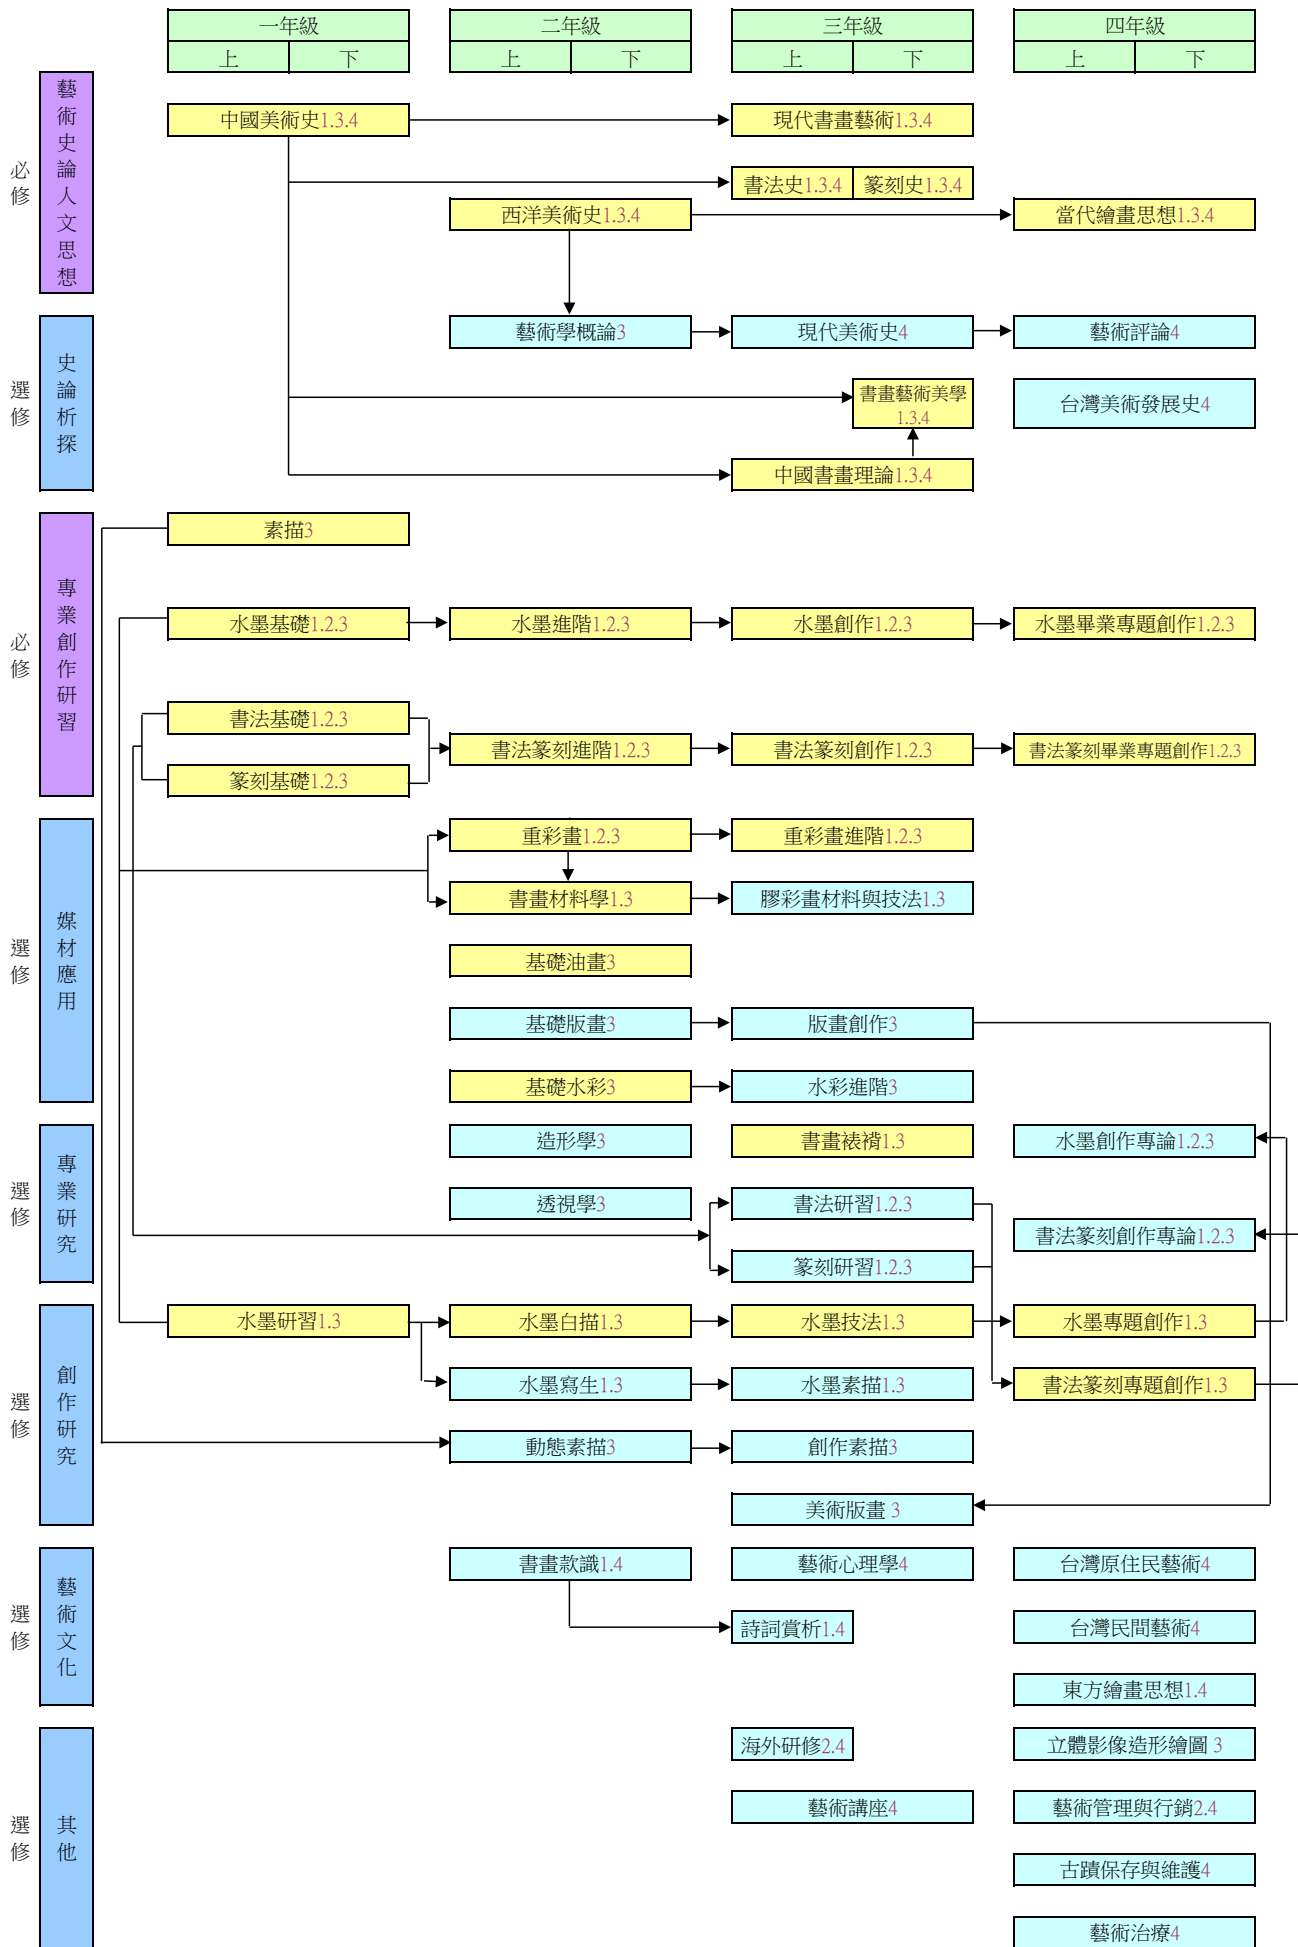 一年級 二年級 三年級 四年級
上 下 上 下 上 下 上 下
必修
藝術史論人文思想
中國美術史1.3.4
現代書畫藝術1.3.4
書法史1.3.4
篆刻史1.3.4
西洋美術史1.3.4
當代繪畫思想1.3.4
選修
史論析探
藝術學概論3
現代美術史4
藝術評論4
書畫藝術美學
1.3.4
台灣美術發展史4
中國書畫理論1.3.4
必修
專業創作研習
素描3
水墨基礎1.2.3
水墨進階1.2.3
水墨創作1.2.3
水墨畢業專題創作1.2.3
書法基礎1.2.3
篆刻基礎1.2.3
書法篆刻進階1.2.3
書法篆刻創作1.2.3
書法篆刻畢業專題創作1.2.3
選修
媒材應用
重彩畫1.2.3
重彩畫進階1.2.3
書畫材料學1.3
膠彩畫材料與技法1.3
基礎油畫3
基礎版畫3
版畫創作3
基礎水彩3
水彩進階3
選修
專業研究
造形學3
書畫裱褙1.3
水墨創作專論1.2.3
透視學3
書法研習1.2.3
書法篆刻創作專論1.2.3
篆刻研習1.2.3
選修
創作研究
水墨研習1.3
水墨白描1.3
水墨技法1.3
水墨專題創作1.3
水墨寫生1.3
水墨素描1.3
書法篆刻專題創作1.3
動態素描3
創作素描3
美術版畫 3
選修
藝術文化
書畫款識1.4
藝術心理學4
台灣原住民藝術4
詩詞賞析1.4
台灣民間藝術4
東方繪畫思想1.4
選修
其他
海外研修2.4
立體影像造形繪圖 3
藝術講座4
藝術管理與行銷2.4
古蹟保存與維護4
藝術治療4